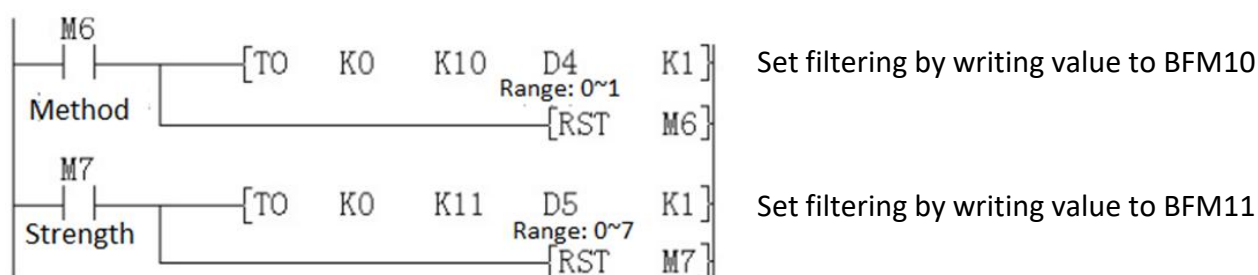 M6
[TO K0 K10 D4 K1] Set filtering by writing value to BFM10
Range: 0~1
Method
[RST M6]
M7
[TO K0 K11 D5 K1] Set filtering by writing value to BFM11
Range: 0~7
Strength
[RST M7]